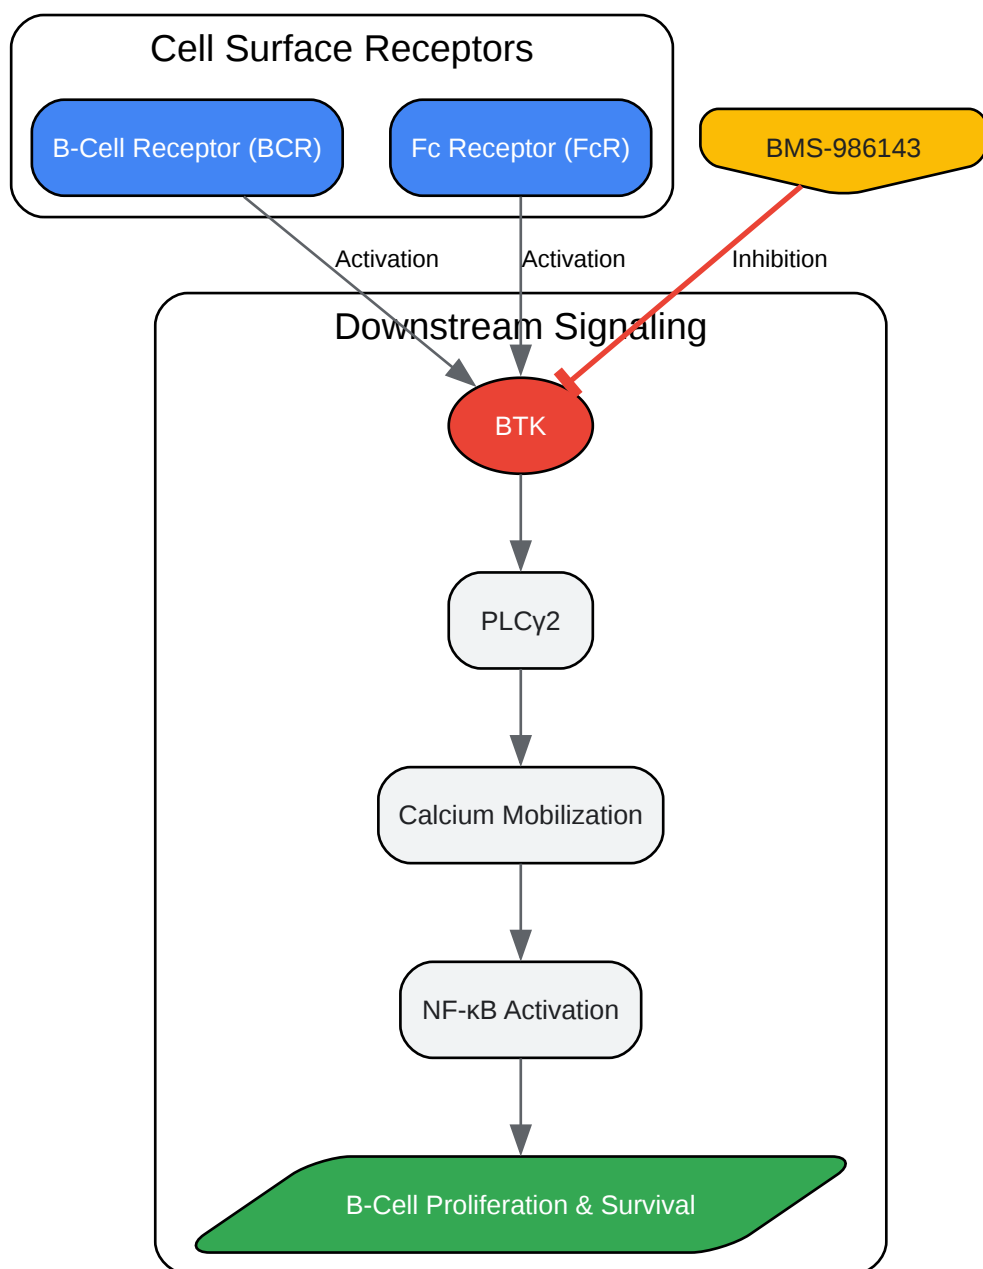 Cell Surface Receptors
B-Cell Receptor (BCR)
Fc Receptor (FcR)
BMS-986143
Activation
Activation
Inhibition
Downstream Signaling
BTK
PLCγ2
Calcium Mobilization
NF-κB Activation
B-Cell Proliferation & Survival